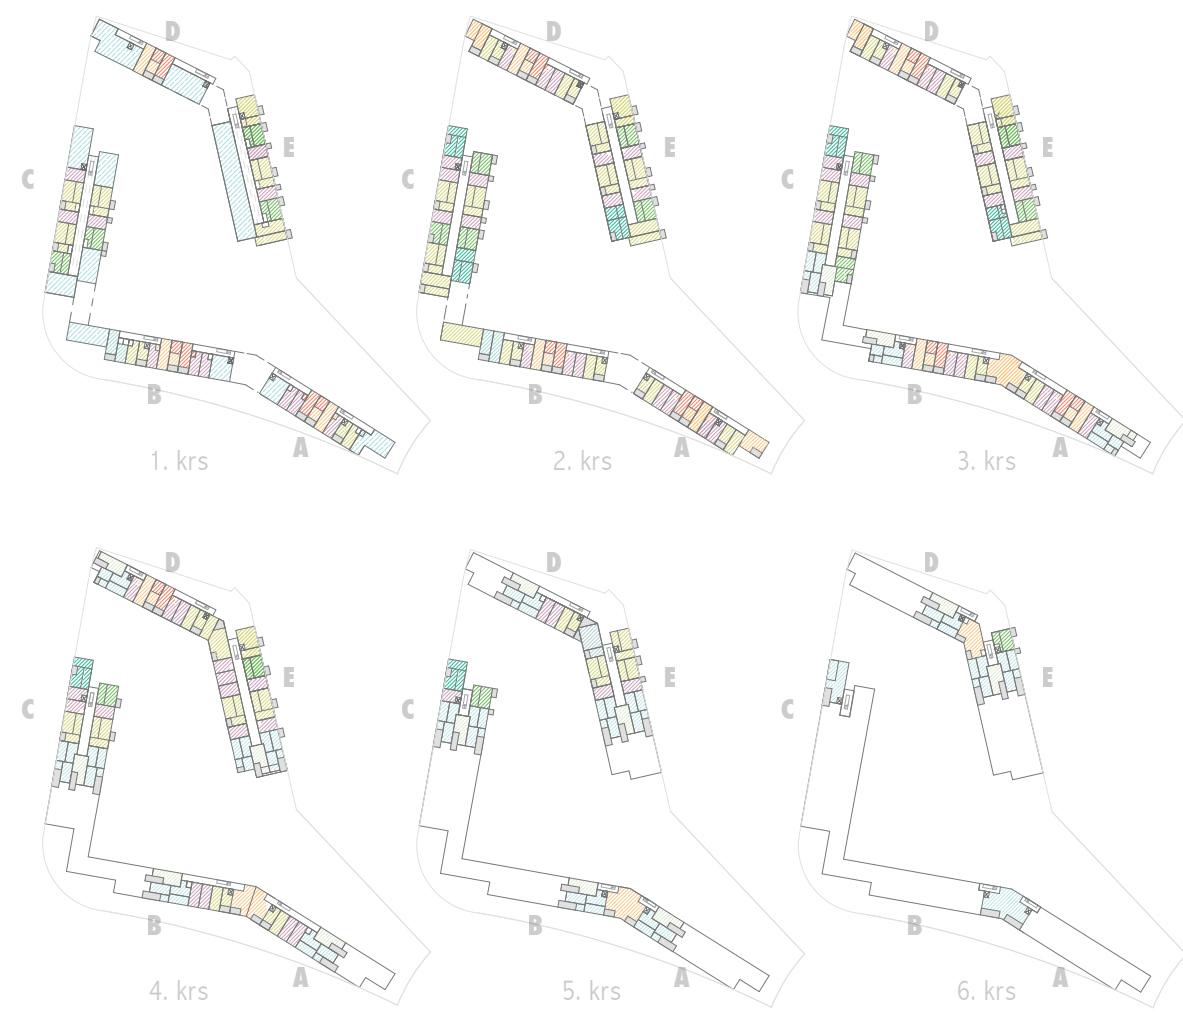 D D D
E E E
C C C
B B B
A A A
1. krs 2. krs 3. krs
D D D
E E E
C C C
B B B
A A A
4. krs 5. krs 6. krs